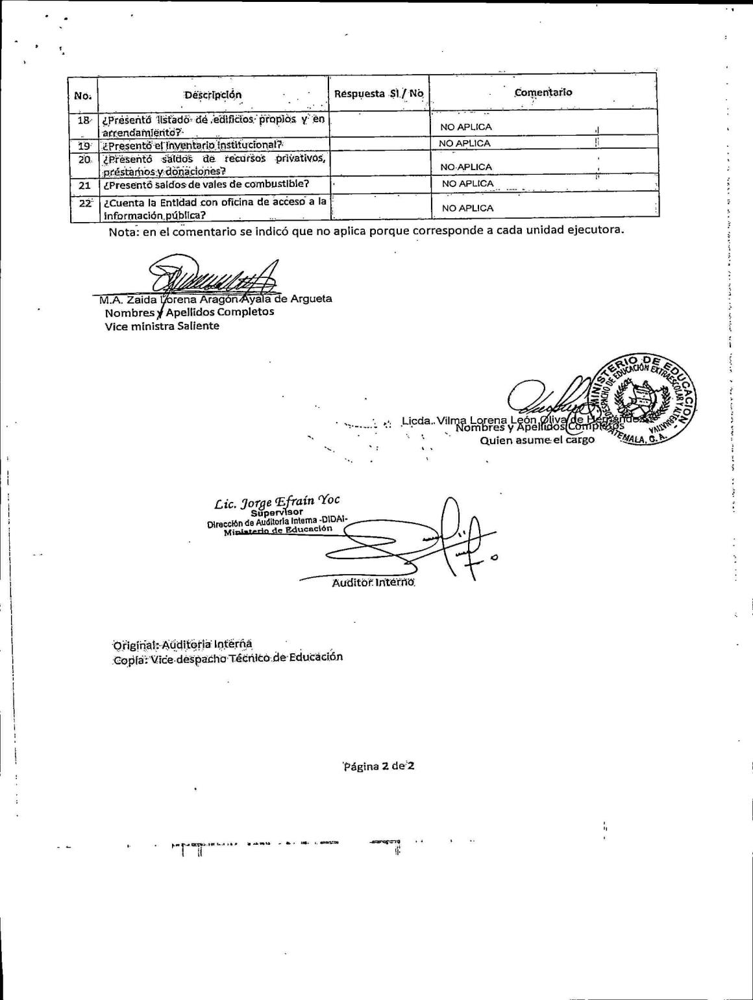 No. Descripción Respuesta SI / No Comentario
18 ¿Presentó listado de edificios propios y en
arrendamiento? NO APLICA
19 ¿Presentó el inventario institucional? NO APLICA
20 ¿Presentó saldos de recursos privativos,
préstamos y donaciones? NO APLICA
21 ¿Presentó saldos de vales de combustible? NO APLICA
22 ¿Cuenta la Entidad con oficina de acceso a la
información pública? NO APLICA
Nota: en el comentario se indicó que no aplica porque corresponde a cada unidad ejecutora.
M.A. Zaida Lorena Aragón Ayala de Argueta
Nombres y Apellidos Completos
Vice ministra Saliente
MINISTERIO DE EDUCACION
DESPACHO DE EDUCACIÓN EXTRAESCOLAR Y ALTERNATIVA
GUATEMALA, C. A.
Licda. Vilma Lorena León Oliva de Hernández
Nombres y Apellidos Completos
Quien asume el cargo
Lic. Jorge Efraín Yoc
Supervisor
Dirección de Auditoría Interna -DIDAI-
Ministerio de Educación
Auditor Interno
Original: Auditoria Interna
Copia: Vice despacho Técnico de Educación
Página 2 de 2